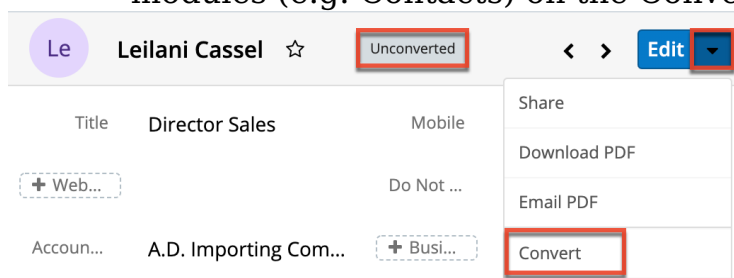 modules (e.g. Contacts) on the Conve
Le Leilani Cassel ☆ Unconverted < > Edit
Share
Title Director Sales Mobile
Download PDF
+ Web... Do Not ...
Email PDF
Accoun... A.D. Importing Com... + Busi... Convert